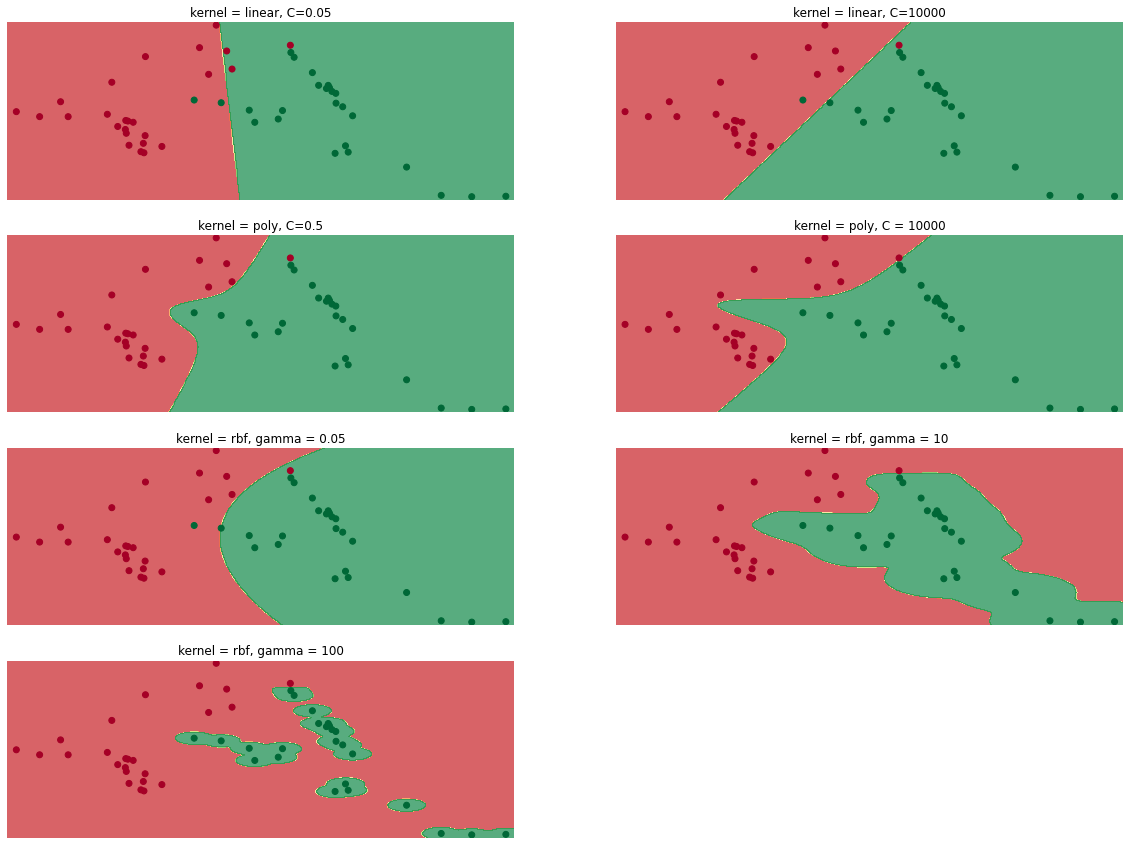 kernel = linear, C=0.05
kernel = linear, C=10000
kernel = poly, C=0.5
kernel = poly, C = 10000
kernel = rbf, gamma = 0.05
kernel = rbf, gamma = 10
kernel = rbf, gamma = 100